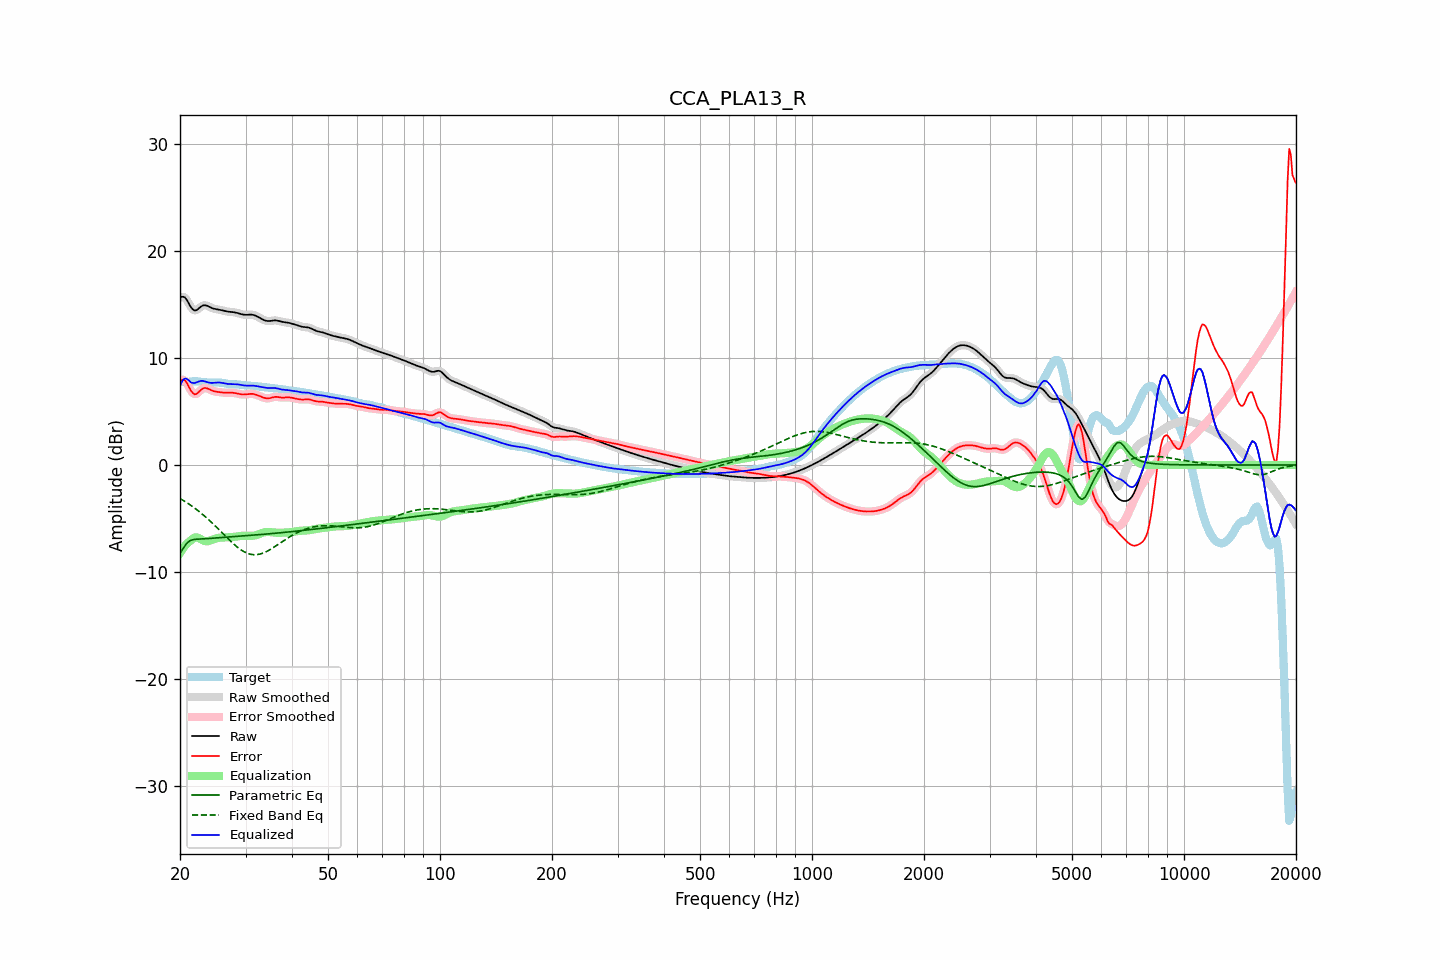 CCA_PLA13_R
30
20
10
0
−10
−20
−30
Amplitude (dBr)
Target
Raw Smoothed
Error Smoothed
Raw
Error
Equalization
Parametric Eq
Fixed Band Eq
Equalized
20 50 100 200 500 1000 2000 5000 10000 20000
Frequency (Hz)